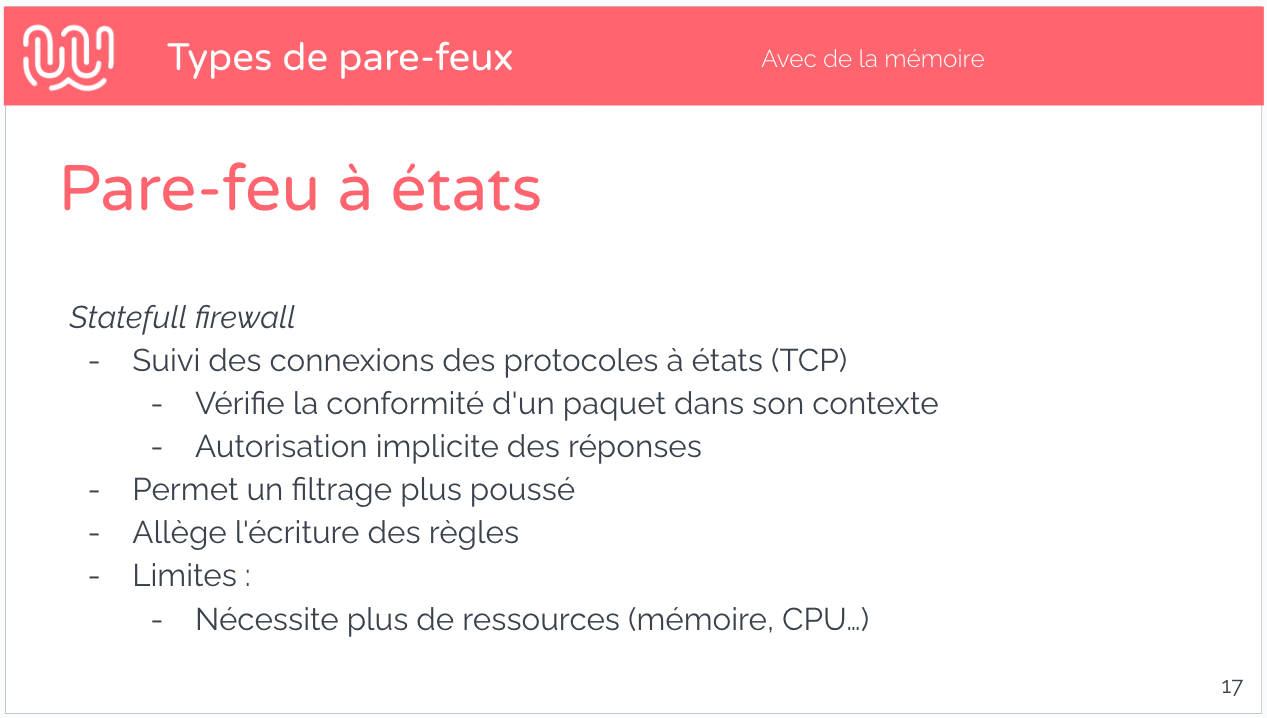 Types de pare-feux
Avec de la mémoire
Pare-feu à états
Statefull firewall
- Suivi des connexions des protocoles à états (TCP)
- Vérifie la conformité d'un paquet dans son contexte
- Autorisation implicite des réponses
- Permet un filtrage plus poussé
- Allège l'écriture des règles
- Limites :
- Nécessite plus de ressources (mémoire, CPU…)
17